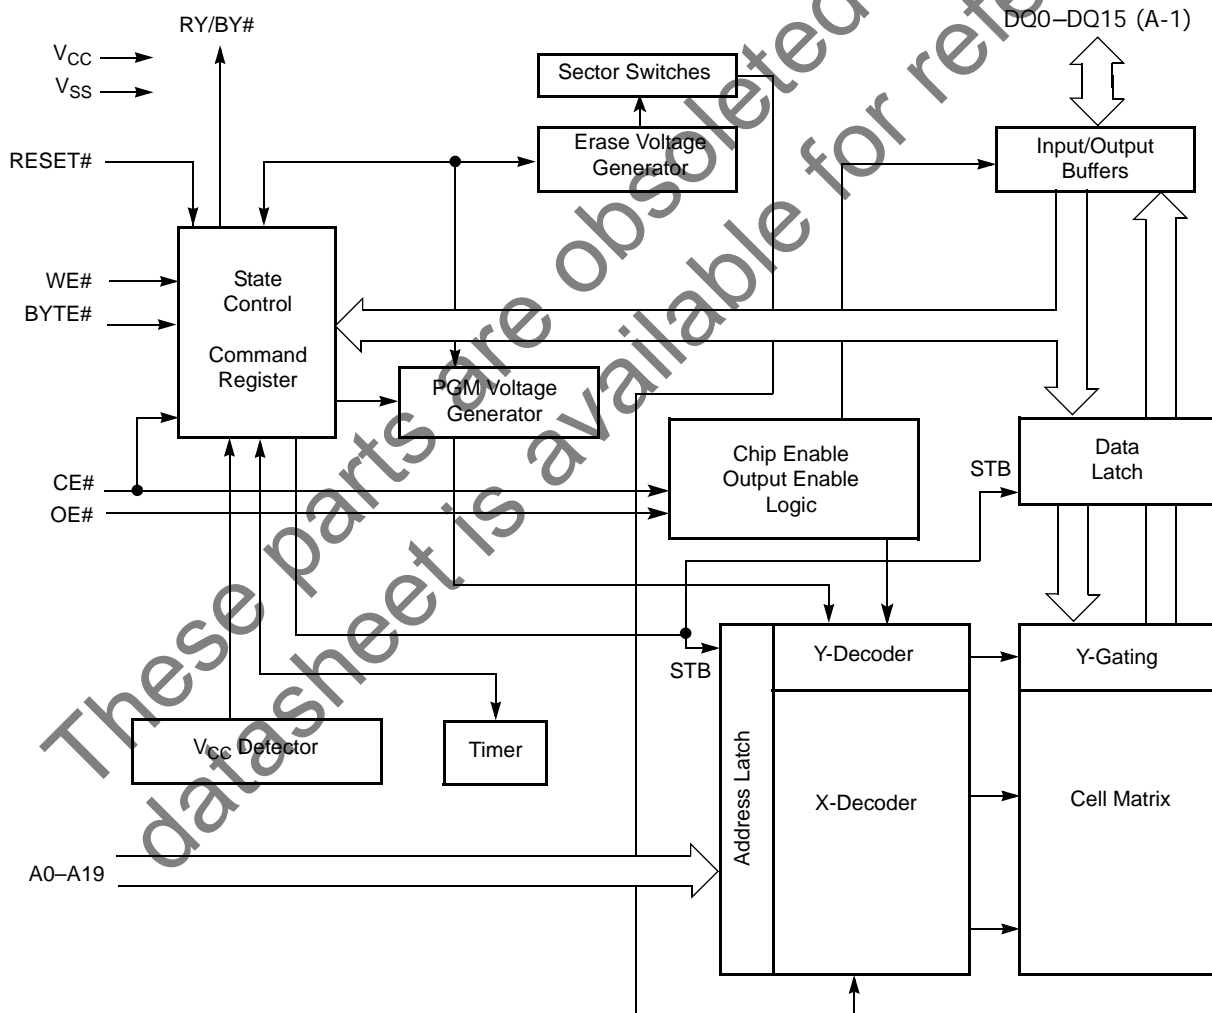 RY/BY#
DQ0–DQ15 (A-1)
VCC
VSS
Sector Switches
Erase Voltage
Generator
Input/Output
Buffers
RESET#
WE#
BYTE#
State
Control
Command
Register
PGM Voltage
Generator
Chip Enable
Output Enable
Logic
STB
Data
Latch
CE#
OE#
STB
Y-Decoder
Y-Gating
VCC Detector
Timer
Address Latch
X-Decoder
Cell Matrix
A0–A19
These parts are obsoleted
datasheet is available for refe